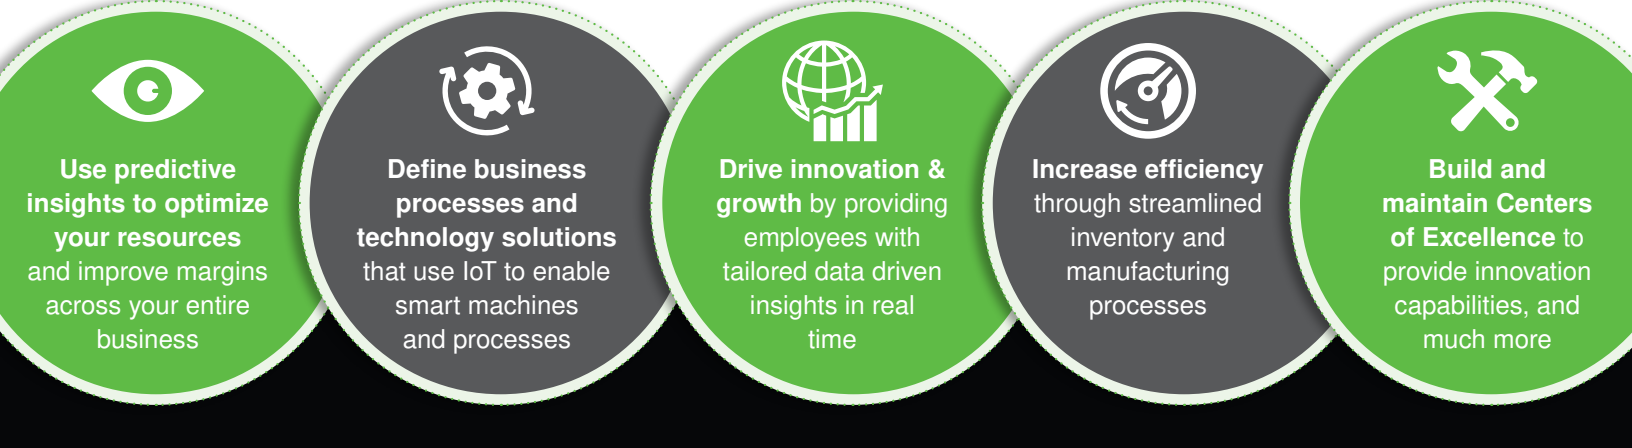 Use predictive
insights to optimize
your resources
and improve margins
across your entire
business
Define business
processes and
technology solutions
that use IoT to enable
smart machines
and processes
Drive innovation &
growth by providing
employees with
tailored data driven
insights in real
time
Increase efficiency
through streamlined
inventory and
manufacturing
processes
Build and
maintain Centers
of Excellence to
provide innovation
capabilities, and
much more